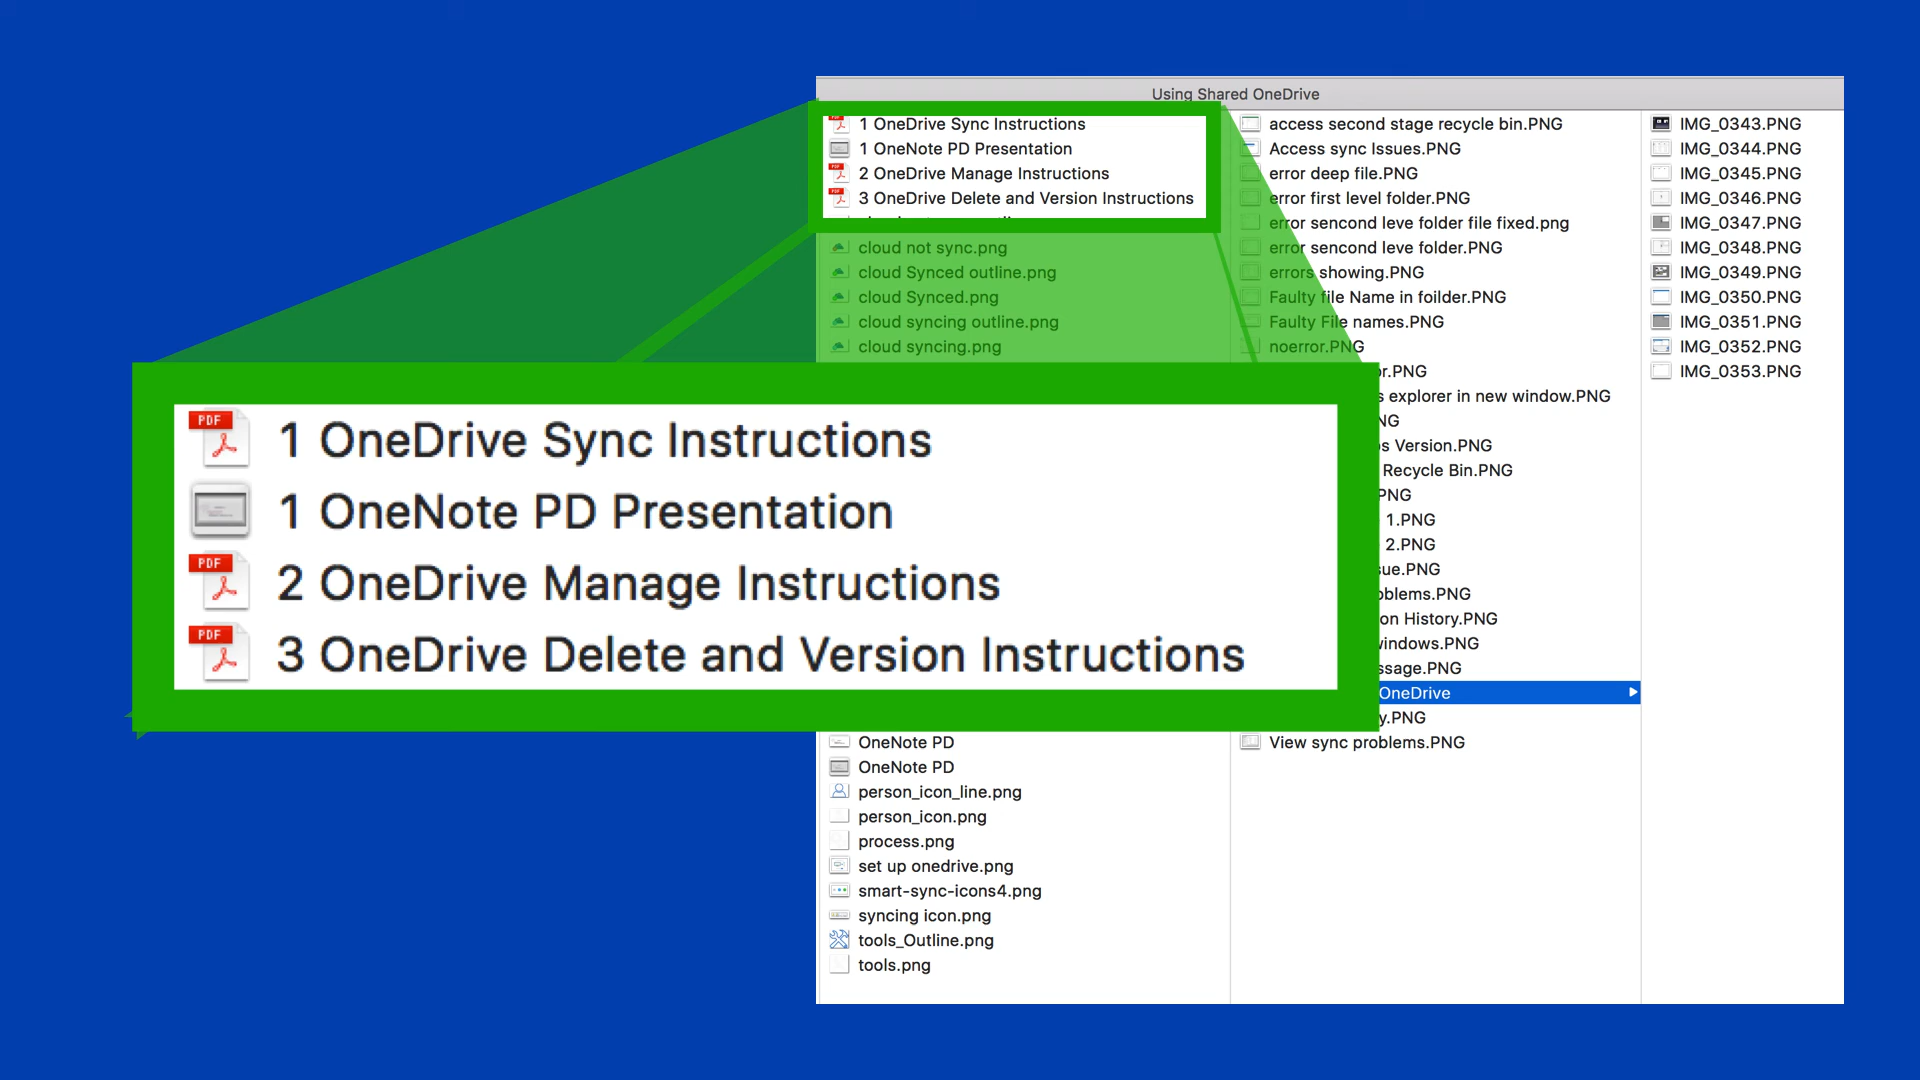 Using Shared OneDrive
1 OneDrive Sync Instructions
1 OneNote PD Presentation
2 OneDrive Manage Instructions
3 OneDrive Delete and Version Instructions
cloud not sync.png
cloud Synced outline.png
cloud Synced.png
cloud syncing outline.png
cloud syncing.png
PDF 1 OneDrive Sync Instructions
1 OneNote PD Presentation
PDF 2 OneDrive Manage Instructions
PDF 3 OneDrive Delete and Version Instructions
OneNote PD
OneNote PD
person_icon_line.png
person_icon.png
process.png
set up onedrive.png
smart-sync-icons4.png
syncing icon.png
tools_Outline.png
tools.png
access second stage recycle bin.PNG
Access sync Issues.PNG
error deep file.PNG
error first level folder.PNG
error sencond leve folder file fixed.png
error sencond leve folder.PNG
errors showing.PNG
Faulty file Name in foilder.PNG
Faulty File names.PNG
noerror.PNG
r.PNG
s explorer in new window.PNG
NG
s Version.PNG
Recycle Bin.PNG
PNG
1.PNG
2.PNG
sue.PNG
oblems.PNG
on History.PNG
windows.PNG
ssage.PNG
OneDrive
y.PNG
View sync problems.PNG
IMG_0343.PNG
IMG_0344.PNG
IMG_0345.PNG
IMG_0346.PNG
IMG_0347.PNG
IMG_0348.PNG
IMG_0349.PNG
IMG_0350.PNG
IMG_0351.PNG
IMG_0352.PNG
IMG_0353.PNG